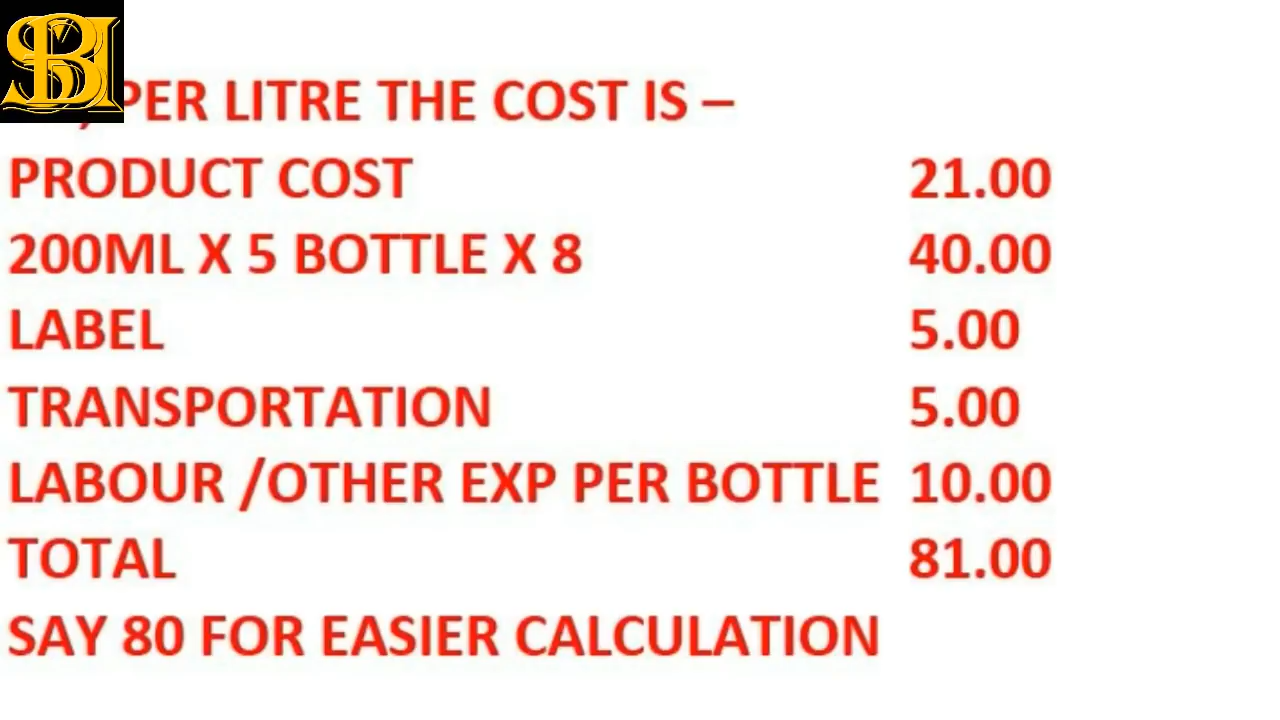 PER LITRE THE COST IS –
PRODUCT COST 21.00
200ML X 5 BOTTLE X 8 40.00
LABEL 5.00
TRANSPORTATION 5.00
LABOUR /OTHER EXP PER BOTTLE 10.00
TOTAL 81.00
SAY 80 FOR EASIER CALCULATION